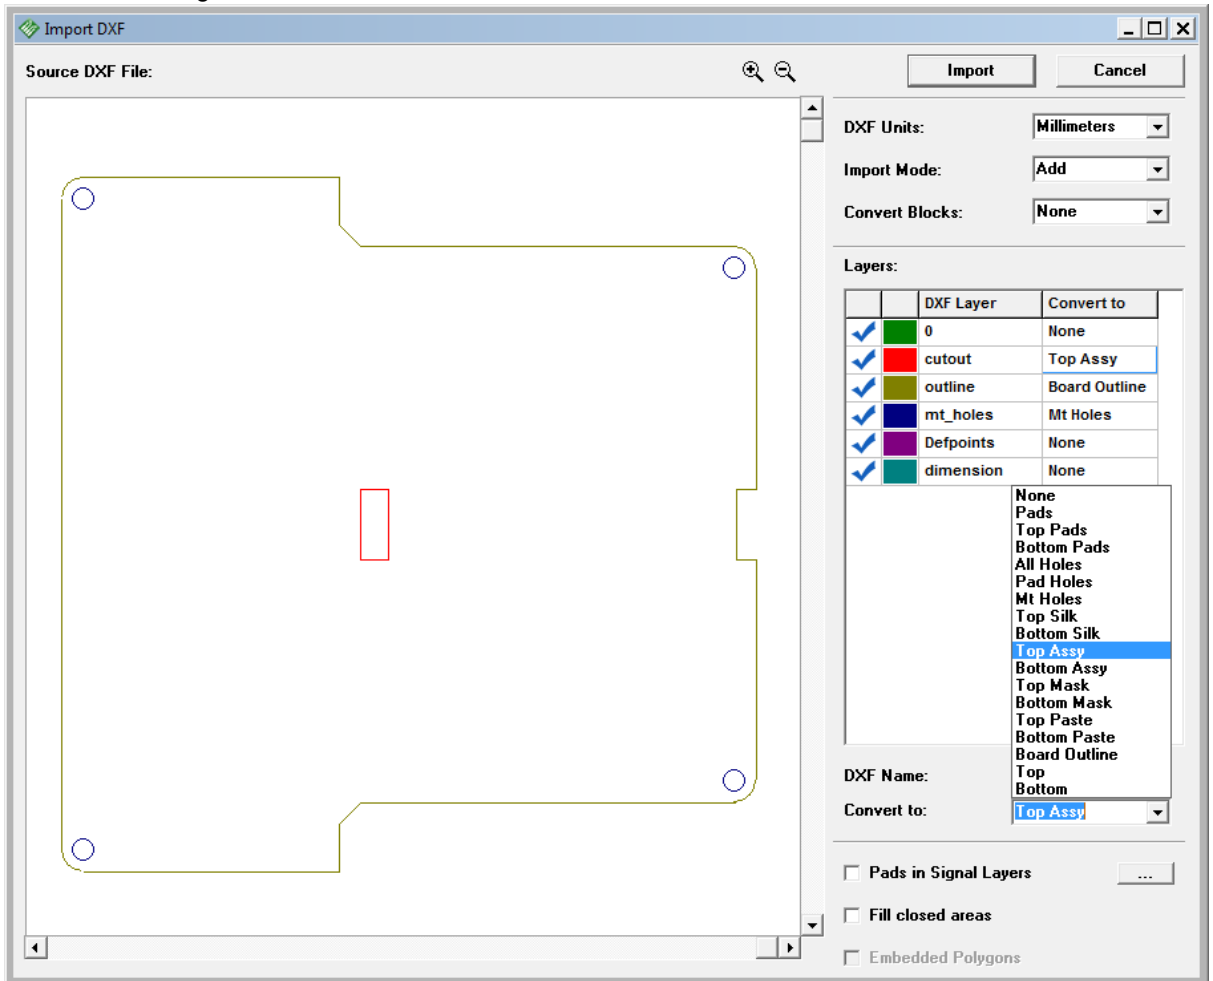 Import DXF
Source DXF File:
Import Cancel
DXF Units: Millimeters
Import Mode: Add
Convert Blocks: None
Layers:
DXF Layer Convert to
0 None
cutout Top Assy
outline Board Outline
mt_holes Mt Holes
Defpoints None
dimension None
None
Pads
Top Pads
Bottom Pads
All Holes
Pad Holes
Mt Holes
Top Silk
Bottom Silk
Top Assy
Bottom Assy
Top Mask
Bottom Mask
Top Paste
Bottom Paste
Board Outline
Top
Bottom
DXF Name:
Convert to: Top Assy
Pads in Signal Layers ...
Fill closed areas
Embedded Polygons